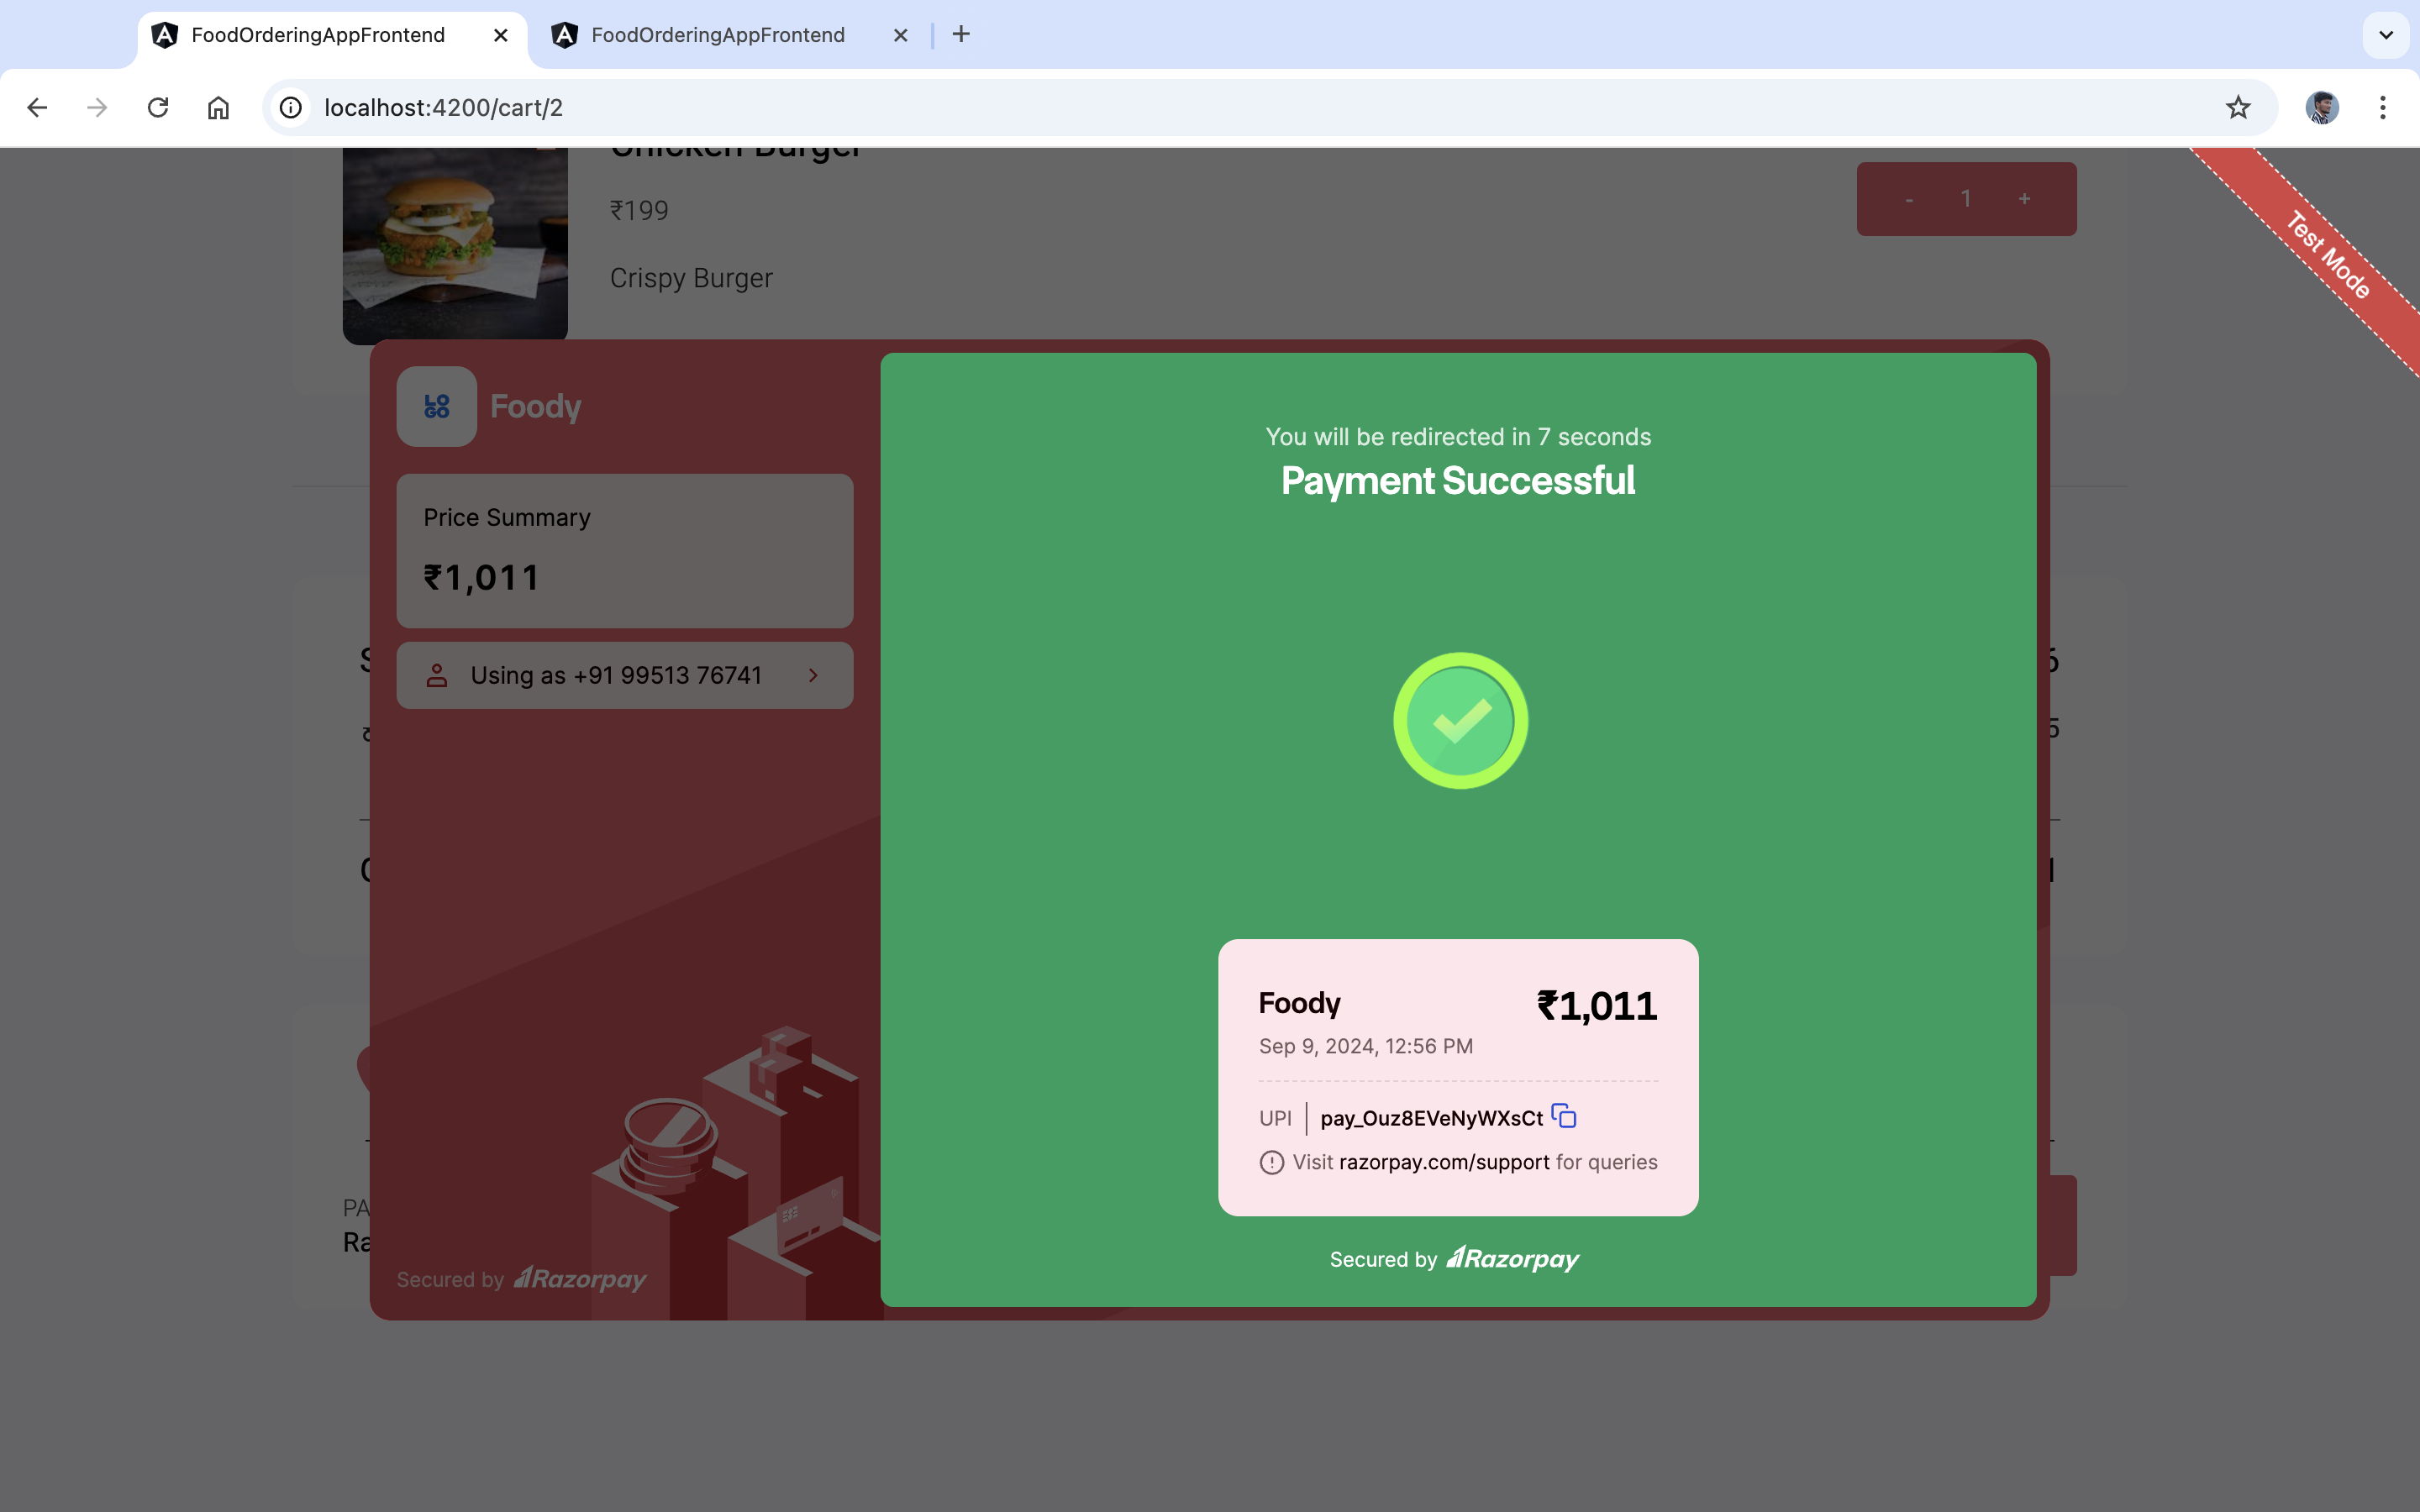 FoodOrderingAppFrontend
FoodOrderingAppFrontend
localhost:4200/cart/2
Chicken Burger
₹199
- 1 +
Crispy Burger
Test Mode
LOGO
Foody
Price Summary
₹1,011
Using as +91 99513 76741
Secured by Razorpay
You will be redirected in 7 seconds
Payment Successful
Foody
₹1,011
Sep 9, 2024, 12:56 PM
UPI | pay_Ouz8EVeNyWXsCt
Visit razorpay.com/support for queries
Secured by Razorpay